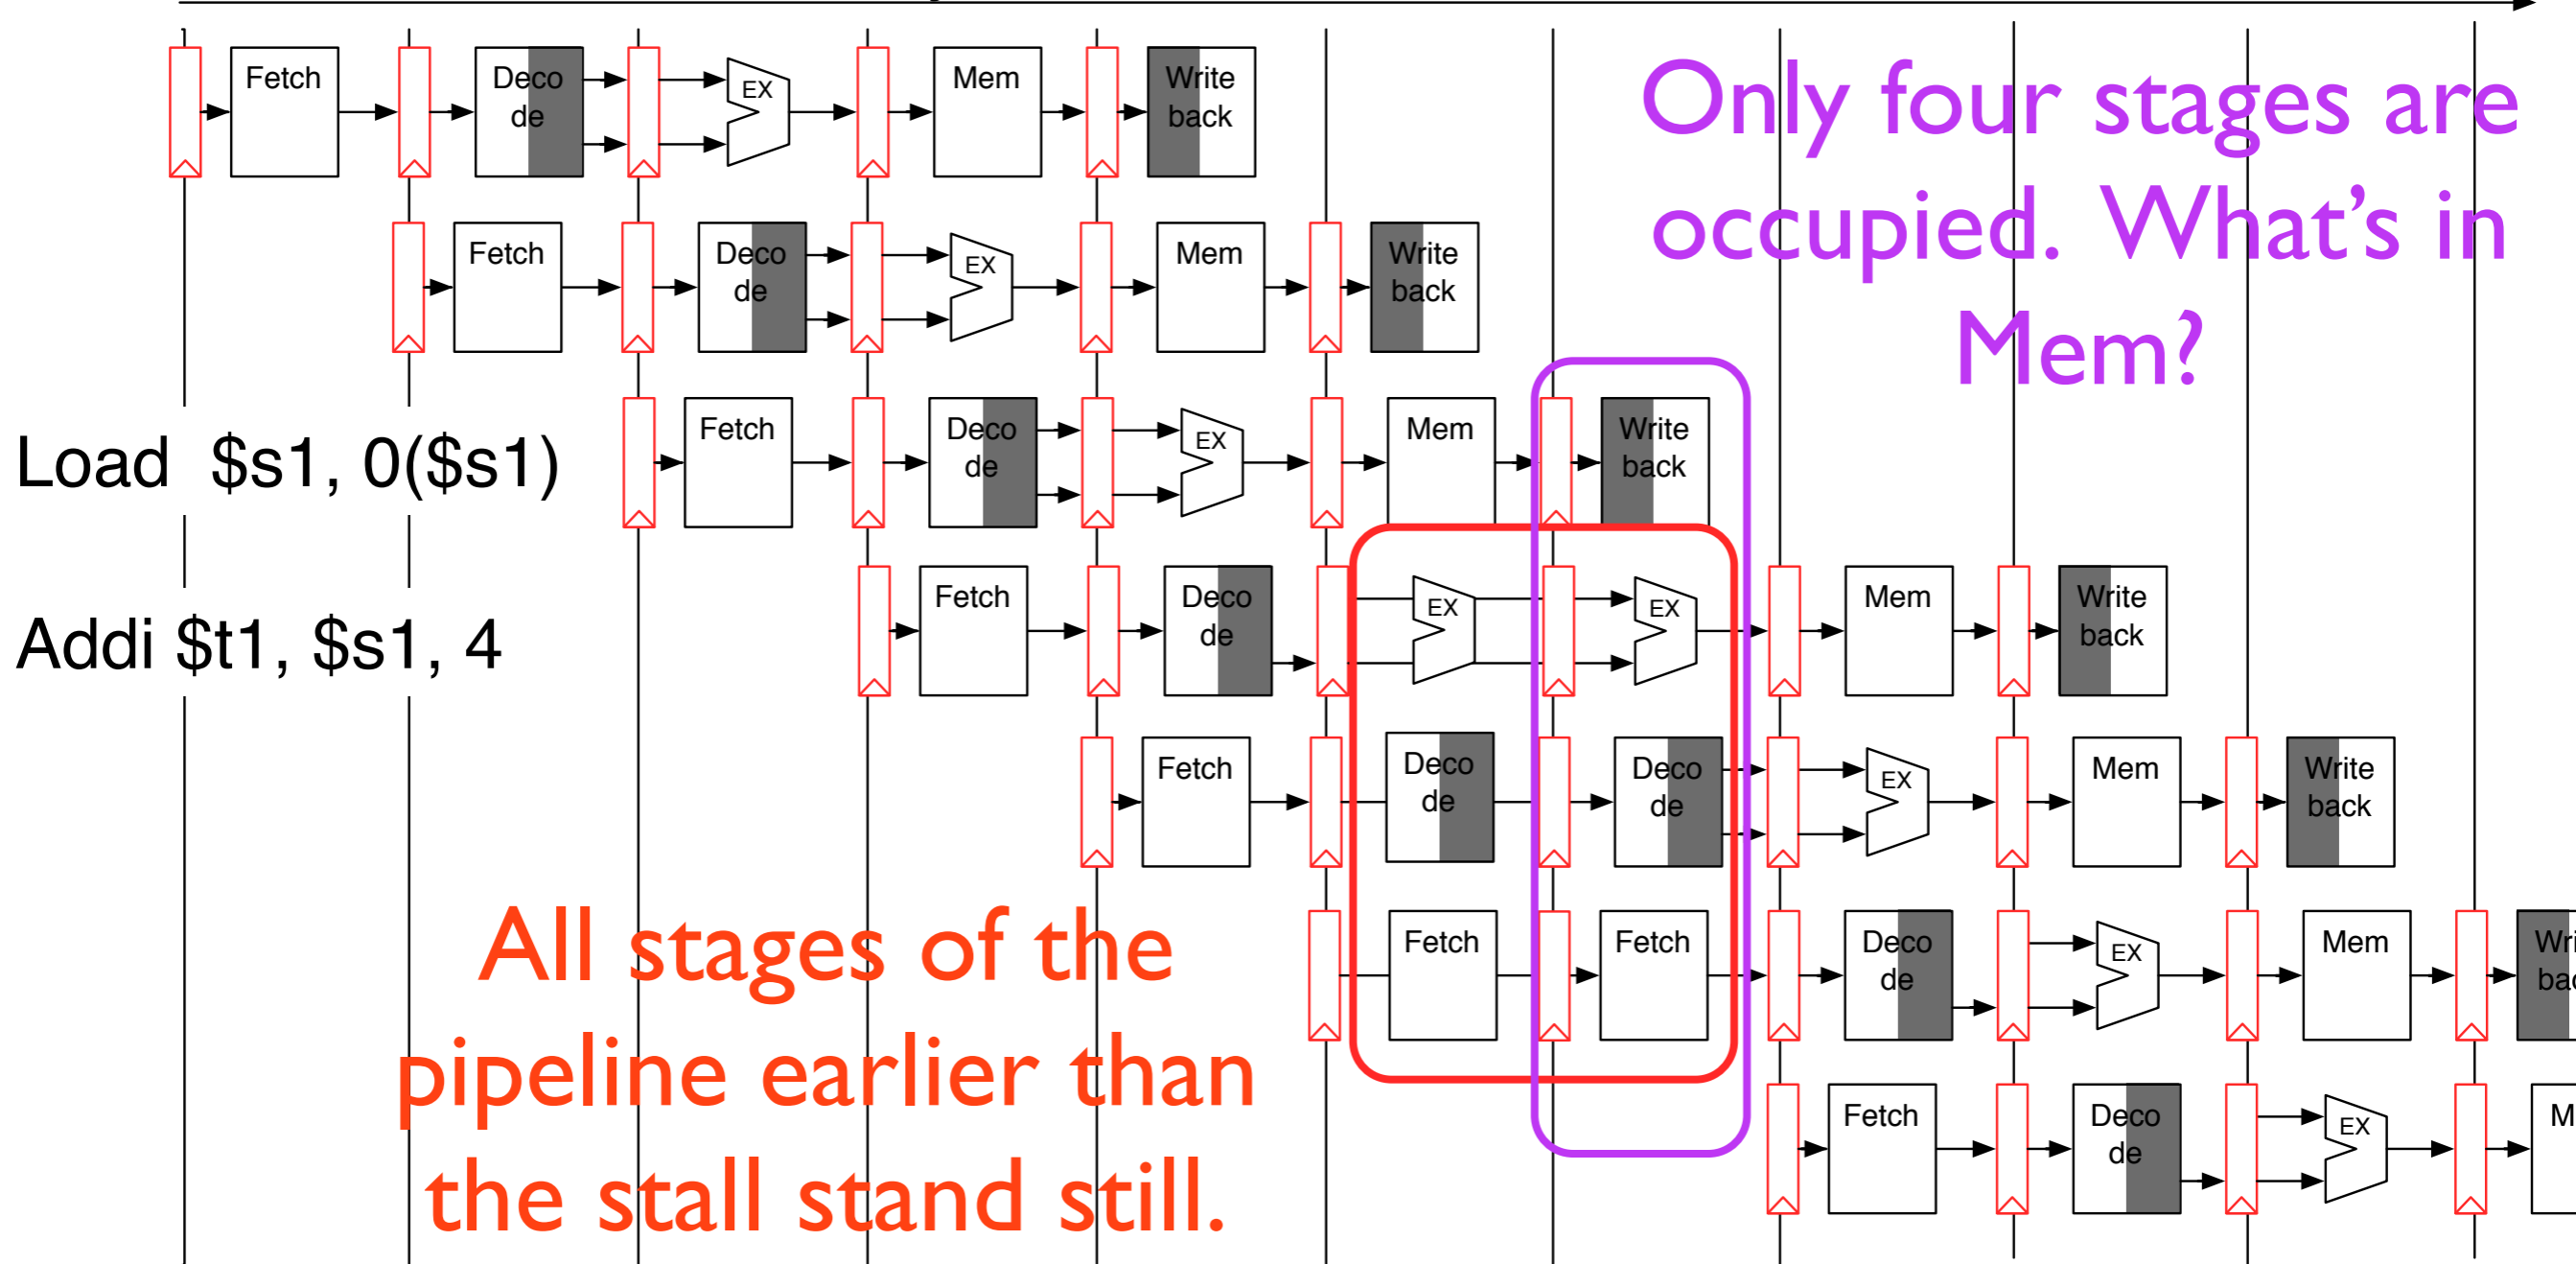 Fetch
Deco
de
EX
Mem
Write
back
Only four stages are
occupied. What's in
Mem?
Fetch
Deco
de
EX
Mem
Write
back
Load $s1, 0($s1)
Fetch
Deco
de
EX
Mem
Write
back
Addi $t1, $s1, 4
Fetch
Deco
de
EX
EX
Mem
Write
back
Fetch
Deco
de
Deco
de
EX
Mem
Write
back
All stages of the
pipeline earlier than
the stall stand still.
Fetch
Fetch
Deco
de
EX
Mem
Fetch
Deco
de
EX